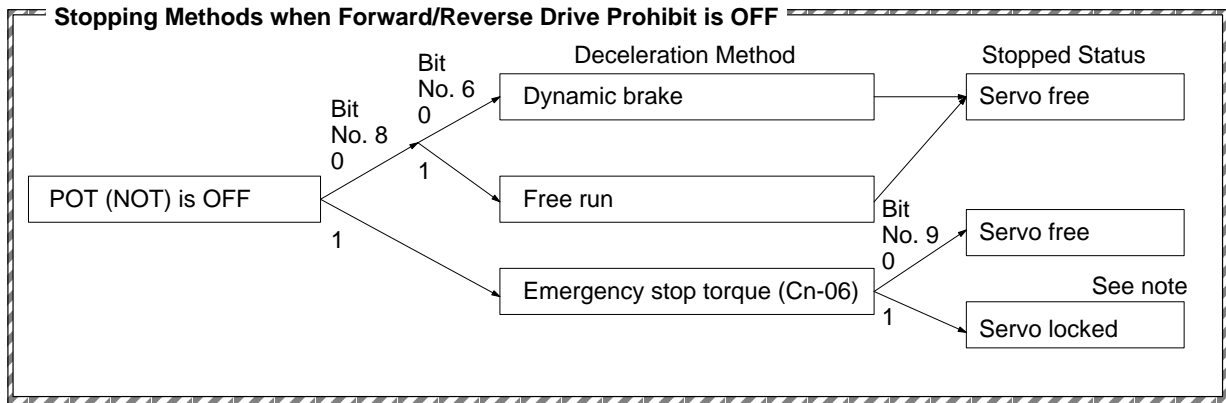 Stopping Methods when Forward/Reverse Drive Prohibit is OFF
Deceleration Method
Stopped Status
Bit
No. 6
0
Dynamic brake
Servo free
Bit
No. 8
0
1
POT (NOT) is OFF
Free run
1
Bit
No. 9
0
Servo free
Emergency stop torque (Cn-06)
See note
1
Servo locked